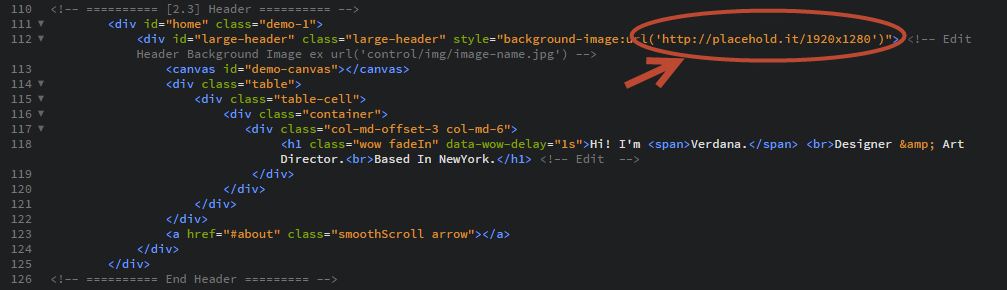 110 <!-- ========== [2.3] Header ========== -->
111 <div id="home" class="demo-1">
112 <div id="large-header" class="large-header" style="background-image:url('http://placehold.it/1920x1280')"> <!-- Edit
Header Background Image ex url('control/img/image-name.jpg') -->
113 <canvas id="demo-canvas"></canvas>
114 <div class="table">
115 <div class="table-cell">
116 <div class="container">
117 <div class="col-md-offset-3 col-md-6">
118 <h1 class="wow fadeIn" data-wow-delay="1s">Hi! I'm <span>Verdana.</span> <br>Designer &amp; Art
Director.<br>Based In NewYork.</h1> <!-- Edit  -->
119 </div>
120 </div>
121 </div>
122 </div>
123 <a href="#about" class="smoothScroll arrow"></a>
124 </div>
125 </div>
126 <!-- ========== End Header ========= -->